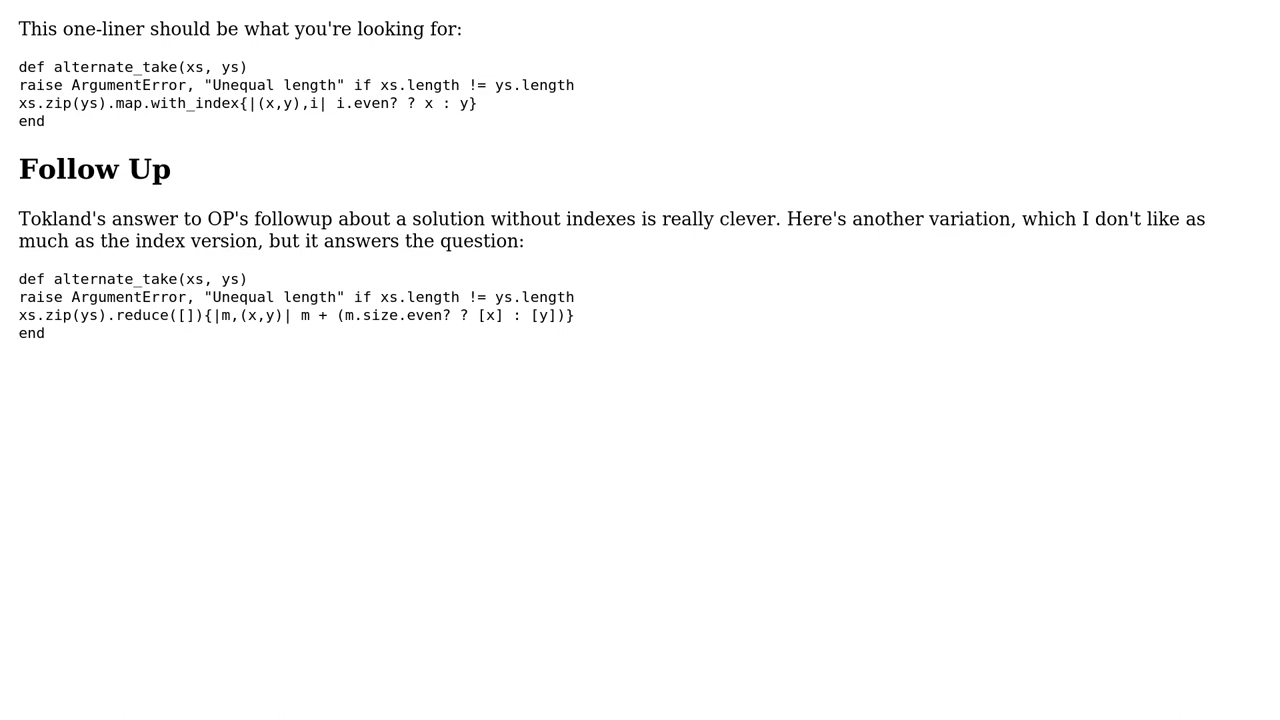 This one-liner should be what you're looking for:
def alternate_take(xs, ys)
raise ArgumentError, "Unequal length" if xs.length != ys.length
xs.zip(ys).map.with_index{|(x,y),i| i.even? ? x : y}
end
Follow Up
Tokland's answer to OP's followup about a solution without indexes is really clever. Here's another variation, which I don't like as
much as the index version, but it answers the question:
def alternate_take(xs, ys)
raise ArgumentError, "Unequal length" if xs.length != ys.length
xs.zip(ys).reduce([]){|m,(x,y)| m + (m.size.even? ? [x] : [y])}
end